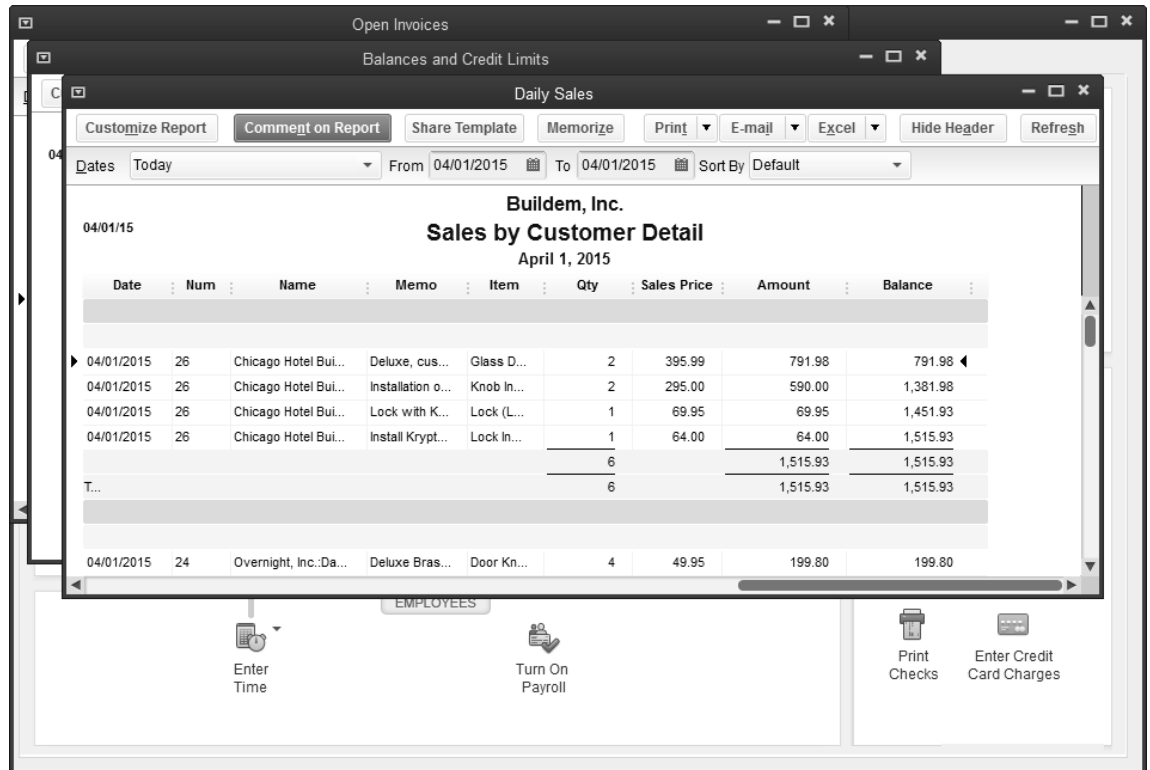 Open Invoices
Balances and Credit Limits
Daily Sales
Customize Report Comment on Report Share Template Memorize Print E-mail Excel Hide Header Refresh
Dates Today From 04/01/2015 To 04/01/2015 Sort By Default
Buildem, Inc.
04/01/15
Sales by Customer Detail
April 1, 2015
Date Num Name Memo Item Qty Sales Price Amount Balance
04/01/2015 26 Chicago Hotel Bui... Deluxe, cus... Glass D... 2 395.99 791.98 791.98
04/01/2015 26 Chicago Hotel Bui... Installation o... Knob In... 2 295.00 590.00 1,381.98
04/01/2015 26 Chicago Hotel Bui... Lock with K... Lock (L... 1 69.95 69.95 1,451.93
04/01/2015 26 Chicago Hotel Bui... Install Krypt... Lock In... 1 64.00 64.00 1,515.93
6 1,515.93 1,515.93
T... 6 1,515.93 1,515.93
04/01/2015 24 Overnight, Inc.:Da... Deluxe Bras... Door Kn... 4 49.95 199.80 199.80
EMPLOYEES
Enter Time
Turn On Payroll
Print Checks
Enter Credit Card Charges